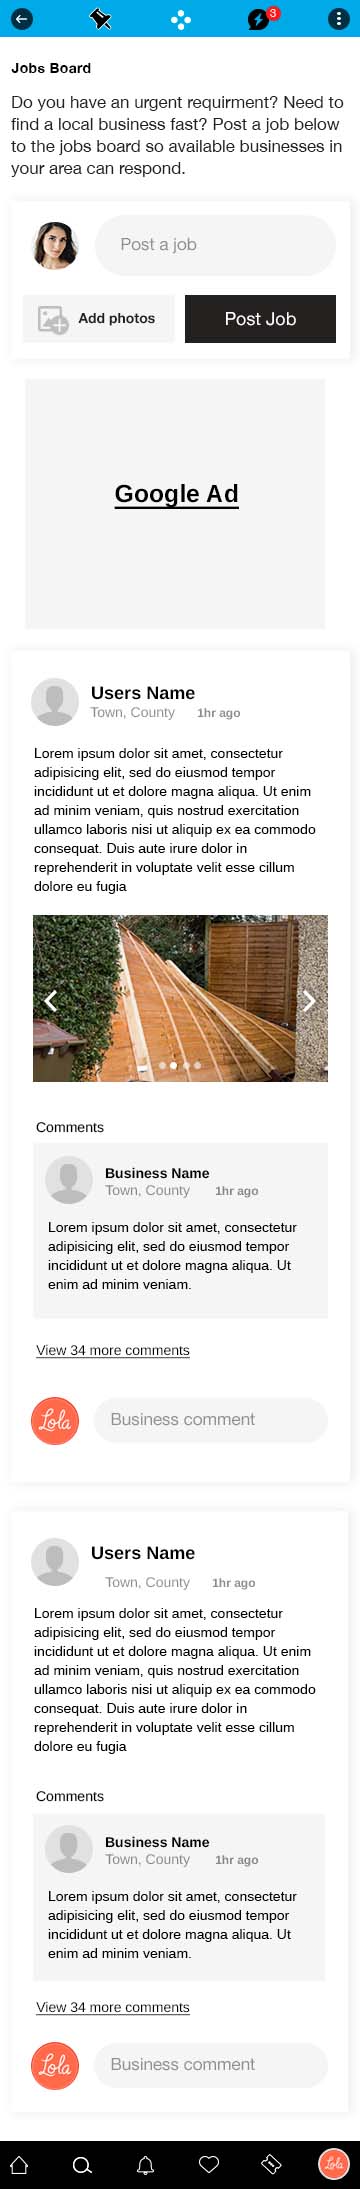 3
Jobs Board
Do you have an urgent requirment? Need to
find a local business fast? Post a job below
to the jobs board so available businesses in
your area can respond.
Post a job
Add photos
Post Job
Google Ad
Users Name
Town, County 1hr ago
Lorem ipsum dolor sit amet, consectetur
adipisicing elit, sed do eiusmod tempor
incididunt ut et dolore magna aliqua. Ut enim
ad minim veniam, quis nostrud exercitation
ullamco laboris nisi ut aliquip ex ea commodo
consequat. Duis aute irure dolor in
reprehenderit in voluptate velit esse cillum
dolore eu fugia
Comments
Business Name
Town, County 1hr ago
Lorem ipsum dolor sit amet, consectetur
adipisicing elit, sed do eiusmod tempor
incididunt ut et dolore magna aliqua. Ut
enim ad minim veniam.
View 34 more comments
Lola
Business comment
Users Name
Town, County 1hr ago
Lorem ipsum dolor sit amet, consectetur
adipisicing elit, sed do eiusmod tempor
incididunt ut et dolore magna aliqua. Ut enim
ad minim veniam, quis nostrud exercitation
ullamco laboris nisi ut aliquip ex ea commodo
consequat. Duis aute irure dolor in
reprehenderit in voluptate velit esse cillum
dolore eu fugia
Comments
Business Name
Town, County 1hr ago
Lorem ipsum dolor sit amet, consectetur
adipisicing elit, sed do eiusmod tempor
incididunt ut et dolore magna aliqua. Ut
enim ad minim veniam.
View 34 more comments
Lola
Business comment
Lola